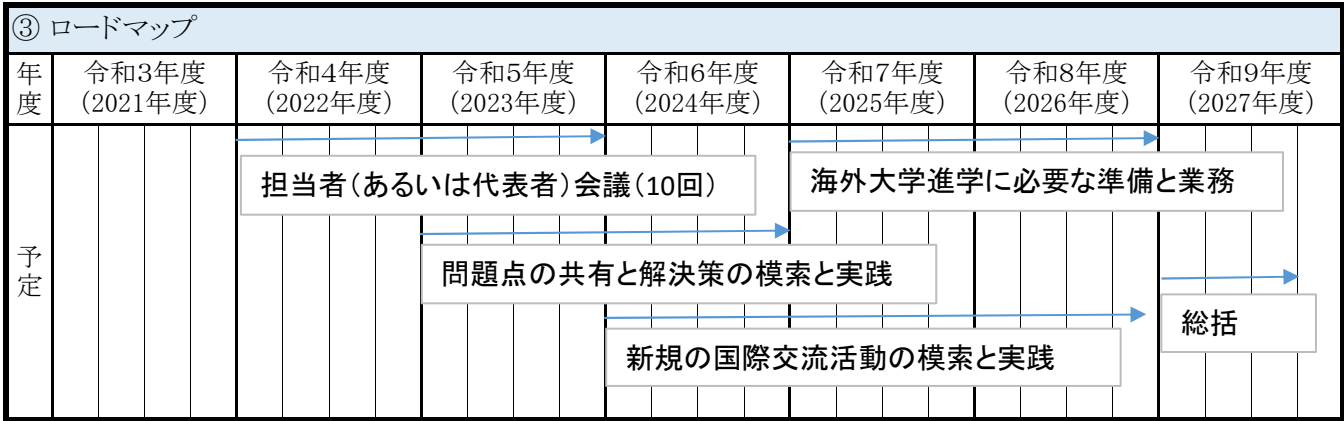 ③ ロードマップ
年度
令和3年度
(2021年度)
令和4年度
(2022年度)
令和5年度
(2023年度)
令和6年度
(2024年度)
令和7年度
(2025年度)
令和8年度
(2026年度)
令和9年度
(2027年度)
予定
担当者(あるいは代表者)会議(10回)
海外大学進学に必要な準備と業務
問題点の共有と解決策の模索と実践
総括
新規の国際交流活動の模索と実践